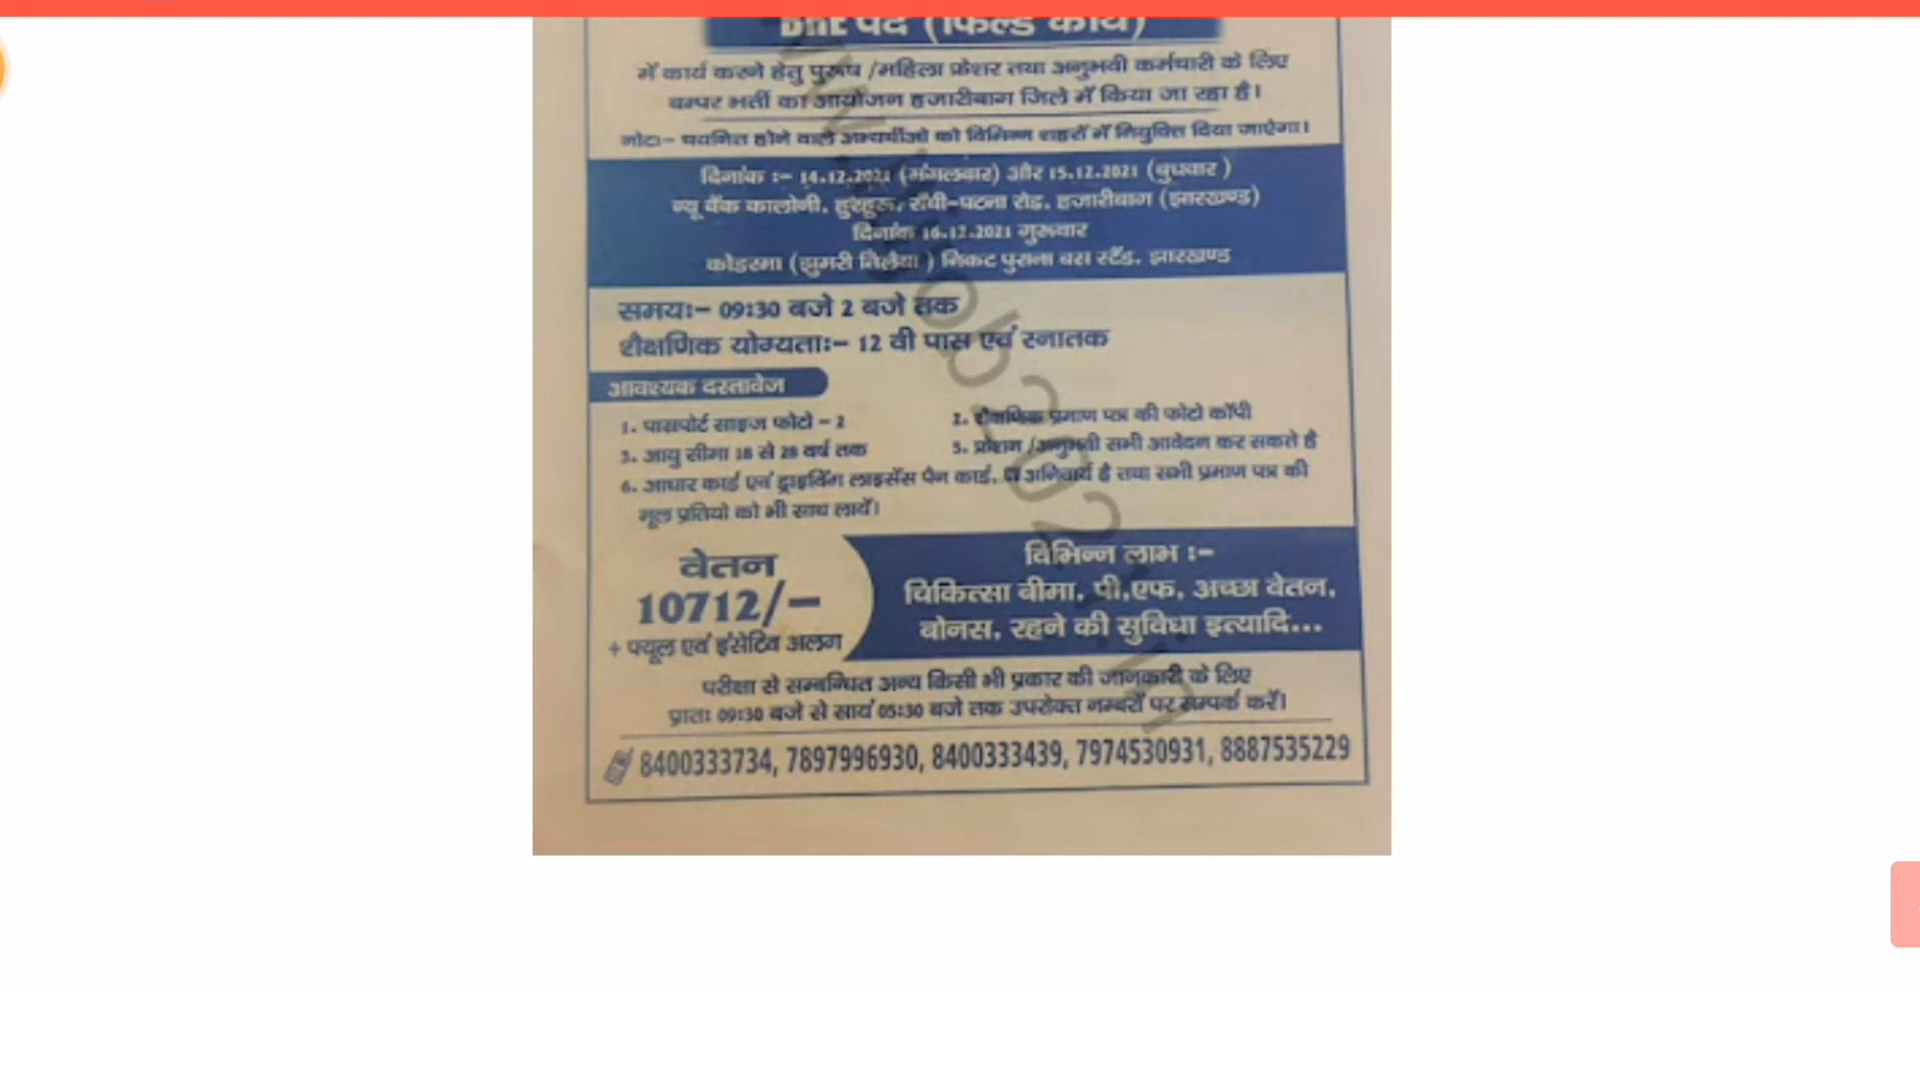 पद (फिल्ड कार्य)
में कार्य करने हेतु पुरूष /महिला फ्रेशर तथा अनुभवी कर्मचारी के लिए
बम्पर भर्ती का आयोजन हजारीबाग जिले में किया जा रहा है।
नोटः- चयनित होने वाले अभ्यर्थीओ को विभिन्न शहरों में नियुक्ति दिया जाऐगा।
दिनांक :- 14.12.2021 (मंगलवार) और 15.12.2021 (बुधवार )
न्यू बैंक कालोनी, हुरहुरू, राँची-पटना रोड, हजारीबाग (झारखण्ड)
दिनांक 16.12.2021 गुरूवार
कोडरमा (झुमरी तिलैया ) निकट पुराना बस स्टैंड, झारखण्ड
समयः- 09:30 बजे 2 बजे तक
शैक्षणिक योग्यताः- 12 वी पास एवं स्नातक
आवश्यक दस्तावेज
1. पासपोर्ट साइज फोटो - 2
2. शैक्षणिक प्रमाण पत्र की फोटो कॉपी
3. आयु सीमा 18 से 28 वर्ष तक
5. /अनुभवी सभी आवेदन कर सकते है
6. आधार कार्ड एवं ड्राइविंग लाइसेंस पैन कार्ड, अनिवार्य है तथा सभी प्रमाण पत्र की
मूल प्रतियो को भी साथ लायें।
वेतन
10712/-
+ फ्यूल एवं इंसेटिव अलग
विभिन्न लाभ :-
चिकित्सा बीमा, पी.एफ, अच्छा वेतन,
बोनस, रहने की सुविधा इत्यादि...
परीक्षा से सम्बन्धित अन्य किसी भी प्रकार की जानकारी के लिए
प्रातः 09:30 बजे से सायं 05:30 बजे तक उपरोक्त नम्बरों पर सम्पर्क करें।
8400333734, 7897996930, 8400333439, 7974530931, 8887535229